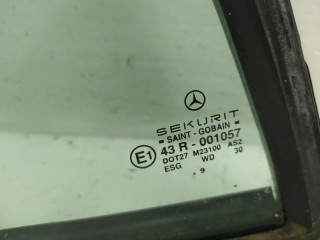 SEKURIT
SAINT - GOBAIN
E1 43 R - 001057
DOT27 M23100 AS2
ESG WD 30
9